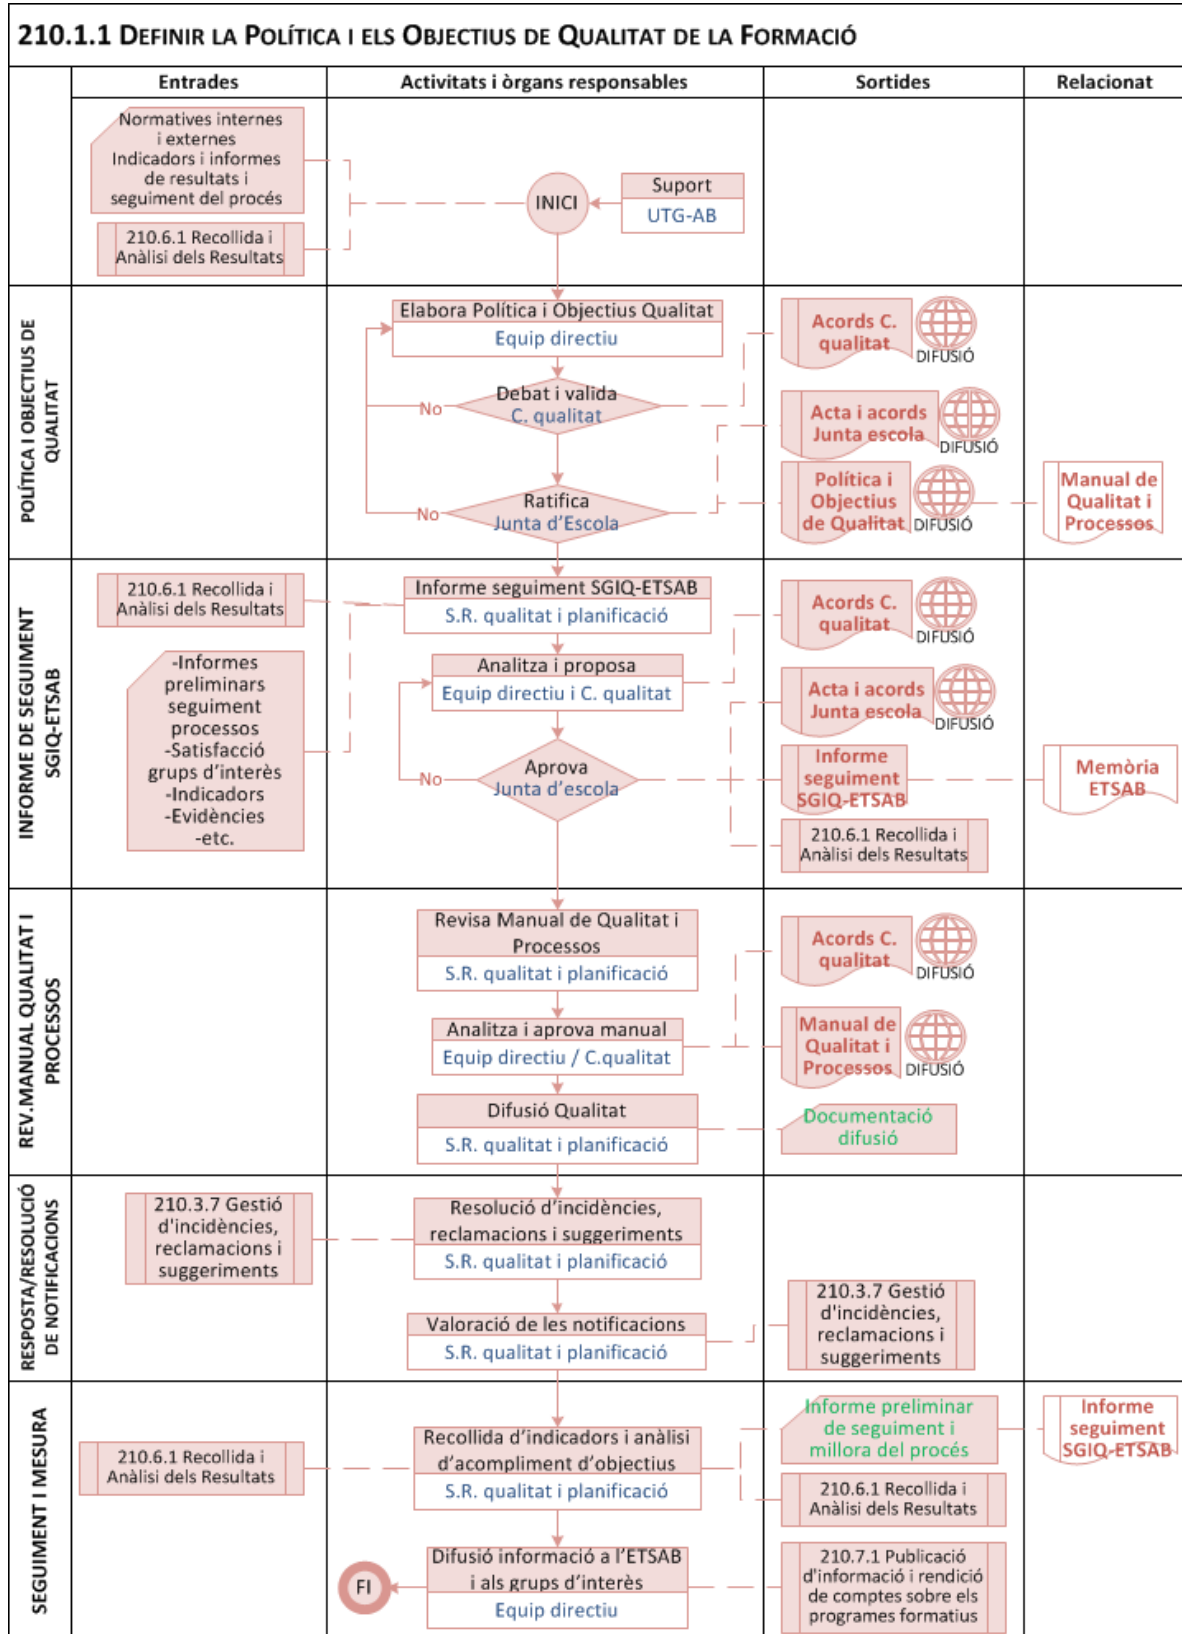 210.1.1 DEFINIR LA POLÍTICA I ELS OBJECTIUS DE QUALITAT DE LA FORMACIÓ
Entrades
Activitats i òrgans responsables
Sortides
Relacionat
Normatives internes
i externes
Indicadors i informes
de resultats i
seguiment del procés
210.6.1 Recollida i
Anàlisi dels Resultats
INICI
Suport
UTG-AB
POLÍTICA I OBJECTIUS DE
QUALITAT
Elabora Política i Objectius Qualitat
Equip directiu
Debat i valida
C. qualitat
No
Ratifica
Junta d'Escola
No
Acords C.
qualitat
DIFUSIÓ
Acta i acords
Junta escola
DIFUSIÓ
Política i
Objectius
de Qualitat
DIFUSIÓ
Manual de
Qualitat i
Processos
INFORME DE SEGUIMENT
SGIQ-ETSAB
210.6.1 Recollida i
Anàlisi dels Resultats
-Informes
preliminars
seguiment
processos
-Satisfacció
grups d'interès
-Indicadors
-Evidències
-etc.
Informe seguiment SGIQ-ETSAB
S.R. qualitat i planificació
Analitza i proposa
Equip directiu i C. qualitat
Aprova
Junta d'escola
No
Acords C.
qualitat
DIFUSIÓ
Acta i acords
Junta escola
DIFUSIÓ
Informe
seguiment
SGIQ-ETSAB
210.6.1 Recollida i
Anàlisi dels Resultats
Memòria
ETSAB
REV.MANUAL QUALITAT I
PROCESSOS
Revisa Manual de Qualitat i
Processos
S.R. qualitat i planificació
Analitza i aprova manual
Equip directiu / C.qualitat
Difusió Qualitat
S.R. qualitat i planificació
Acords C.
qualitat
DIFUSIÓ
Manual de
Qualitat i
Processos
DIFUSIÓ
Documentació
difusió
RESPOSTA/RESOLUCIÓ
DE NOTIFICACIONS
210.3.7 Gestió
d'incidències,
reclamacions i
suggeriments
Resolució d'incidències,
reclamacions i suggeriments
S.R. qualitat i planificació
Valoració de les notificacions
S.R. qualitat i planificació
210.3.7 Gestió
d'incidències,
reclamacions i
suggeriments
SEGUIMENT I MESURA
210.6.1 Recollida i
Anàlisi dels Resultats
Recollida d'indicadors i anàlisi
d'acompliment d'objectius
S.R. qualitat i planificació
Difusió informació a l'ETSAB
i als grups d'interès
Equip directiu
FI
Informe preliminar
de seguiment i
millora del procés
210.6.1 Recollida i
Anàlisi dels Resultats
210.7.1 Publicació
d'informació i rendició
de comptes sobre els
programes formatius
Informe
seguiment
SGIQ-ETSAB